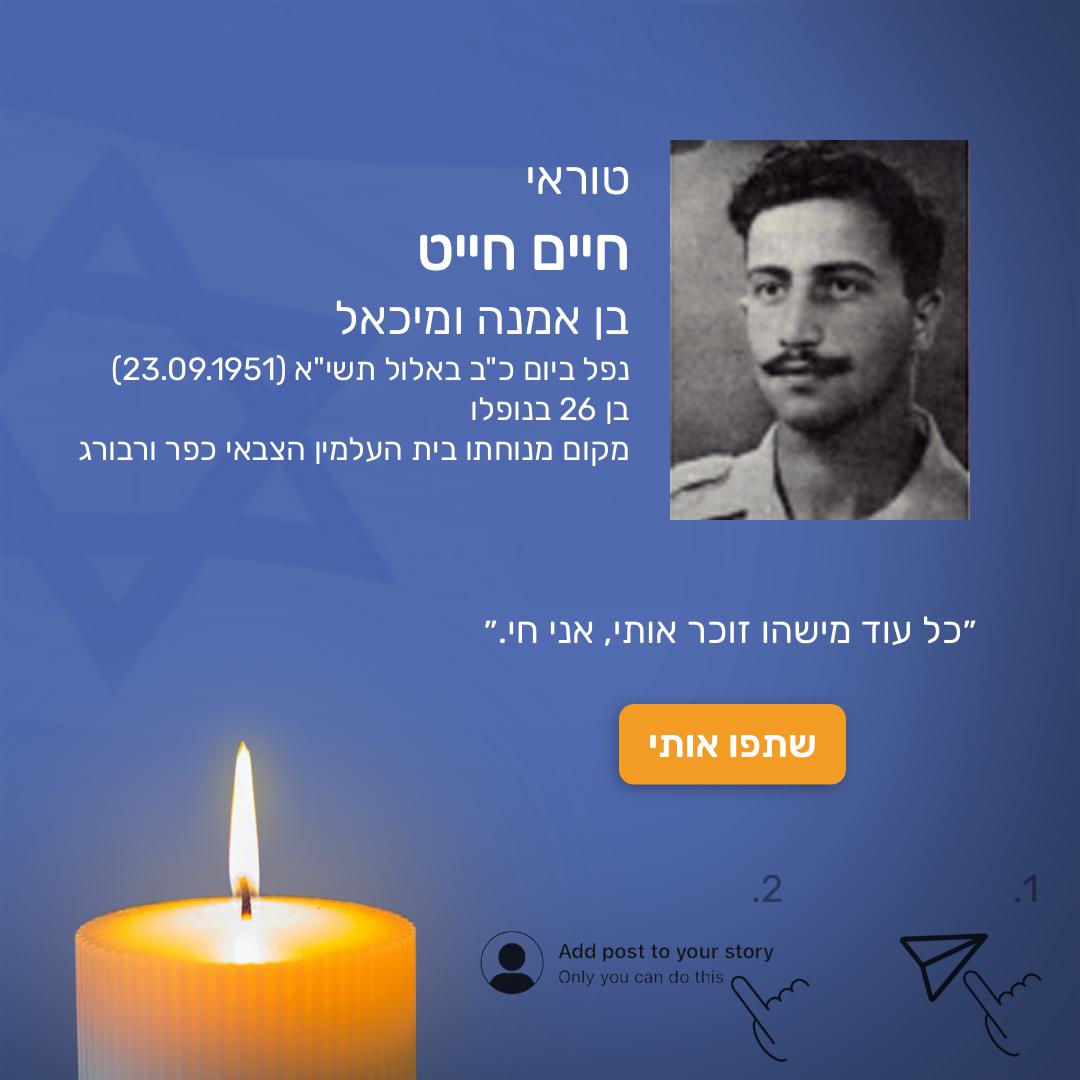 טוראי
חיים חייט
בן אמנה ומיכאל
נפל ביום כ"ב באלול תשי"א (23.09.1951)
בן 26 בנופלו
מקום מנוחתו בית העלמין הצבאי כפר ורבורג
״כל עוד מישהו זוכר אותי, אני חי.״
שתפו אותי
1.
2.
Add post to your story
Only you can do this